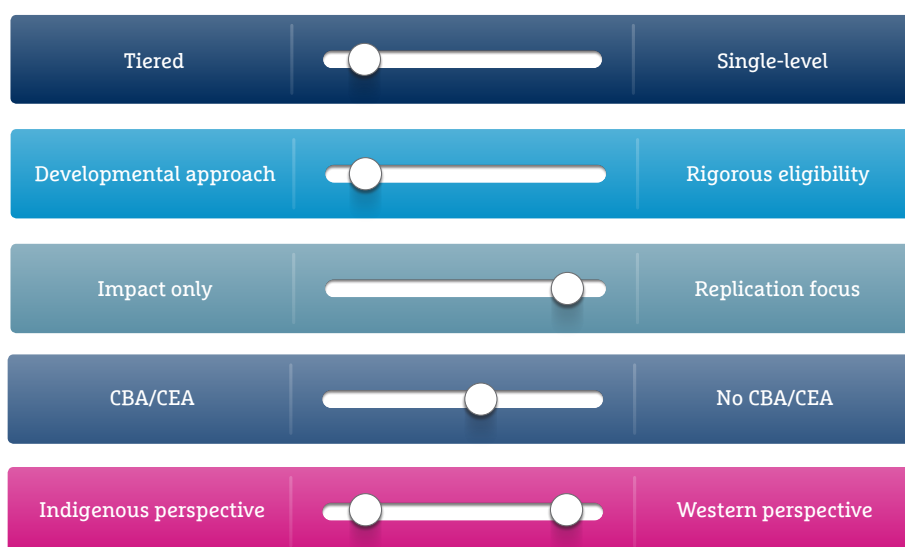 Tiered Single-level
Developmental approach Rigorous eligibility
Impact only Replication focus
CBA/CEA No CBA/CEA
Indigenous perspective Western perspective